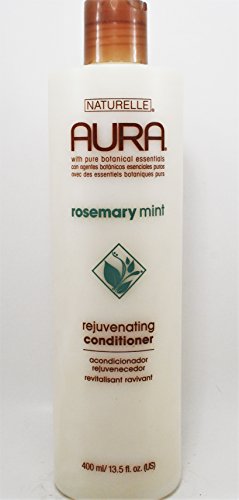 NATURELLE®
AURA®
with pure botanical essentials
con agentes botánicos esenciales puros
avec des essentiels botaniques purs
rosemary mint
rejuvenating
conditioner
acondicionador
rejuvenecedor
revitalisant ravivant
400 ml/ 13.5 fl. oz. (US)